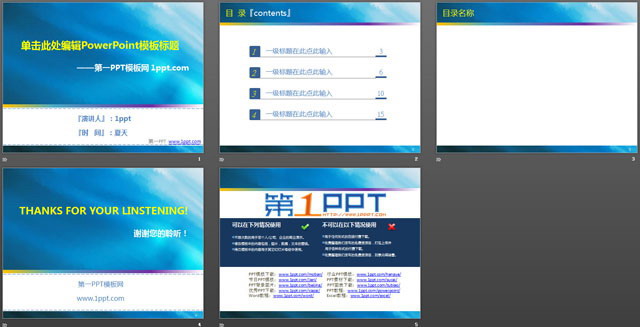 单击此处编辑PowerPoint模板标题
——第一PPT模板网 1ppt.com
『演讲人』：1ppt
『时　间』：夏天
第一PPT www.1ppt.com
1
目 录『contents』
1 一级标题在此点输入 3
2 一级标题在此点输入 6
3 一级标题在此点输入 10
4 一级标题在此点输入 15
2
目录名称
3
THANKS FOR YOUR LINSTENING!
谢谢您的聆听！
第一PPT模板网
www.1ppt.com
4
第1PPT
HTTP://WWW.1PPT.COM
可以在下列情况使用
不可以在以下情况使用
PPT模板下载：www.1ppt.com/moban/
行业PPT模板：www.1ppt.com/hangye/
节日PPT模板：www.1ppt.com/jieri/
PPT素材下载：www.1ppt.com/sucai/
PPT背景图片：www.1ppt.com/beijing/
PPT图表下载：www.1ppt.com/tubiao/
优秀PPT下载：www.1ppt.com/xiazai/
PPT教程：www.1ppt.com/powerpoint/
Word教程：www.1ppt.com/word/
Excel教程：www.1ppt.com/excel/
5